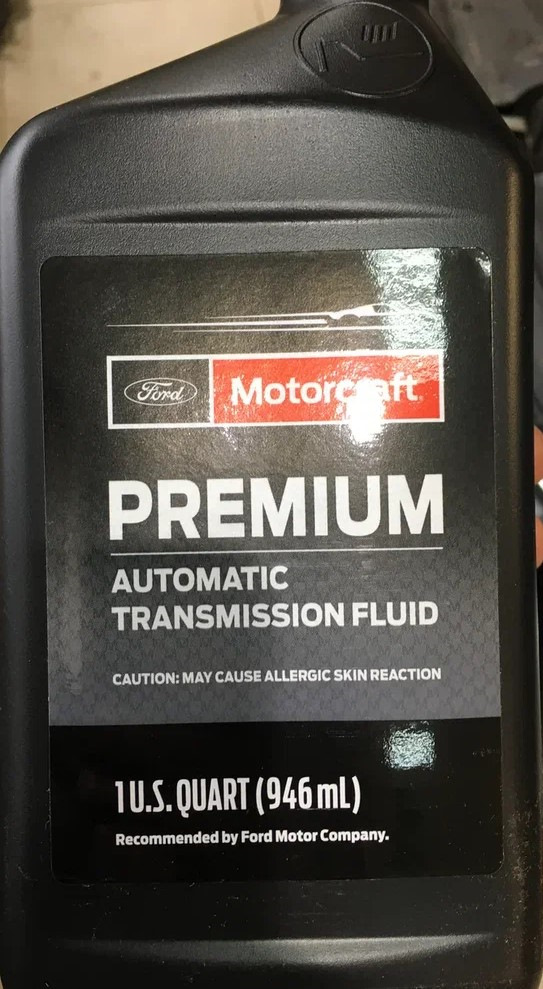 Ford Motorcraft
PREMIUM
AUTOMATIC
TRANSMISSION FLUID
CAUTION: MAY CAUSE ALLERGIC SKIN REACTION
1 U.S. QUART (946 mL)
Recommended by Ford Motor Company.